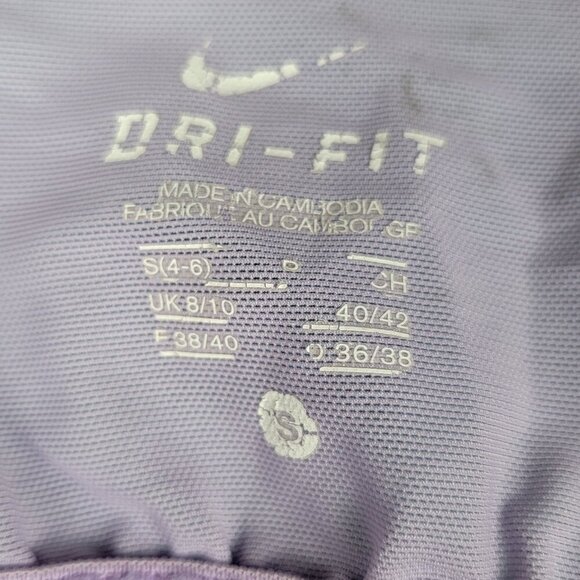 DRI-FIT
MADE IN CAMBODIA
AU CAMBODGE
S(4-6) CH
UK 8/10 40/42
F 38/40 36/38
S